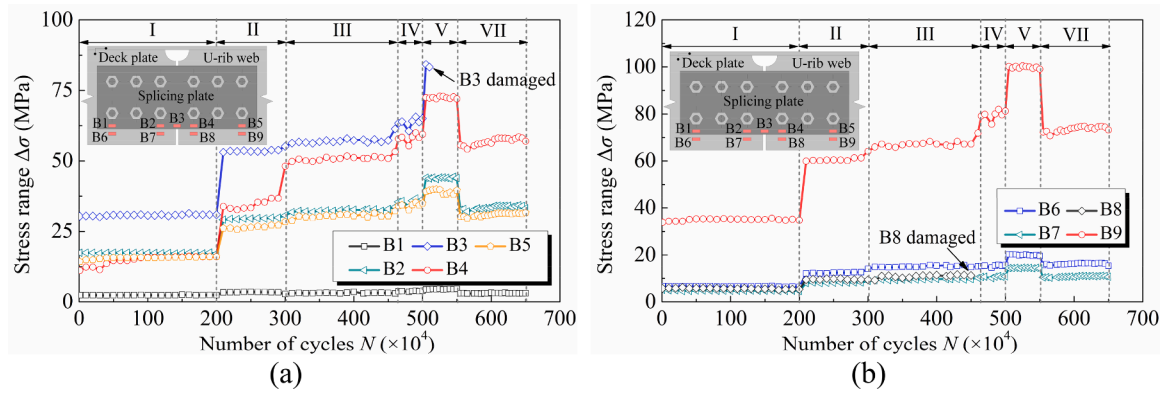 I II III IV V VII
Deck plate U-rib web
Splicing plate
B1 B2 B3 B4 B5
B6 B7 B8 B9
B3 damaged
B1 B3 B5
B2 B4
100
75
50
25
0
Stress range Δσ (MPa)
0 100 200 300 400 500 600 700
Number of cycles N (×10⁴)
(a)
I II III IV V VII
Deck plate U-rib web
Splicing plate
B1 B2 B3 B4 B5
B6 B7 B8 B9
B8 damaged
B6 B8
B7 B9
120
100
80
60
40
20
0
Stress range Δσ (MPa)
0 100 200 300 400 500 600 700
Number of cycles N (×10⁴)
(b)